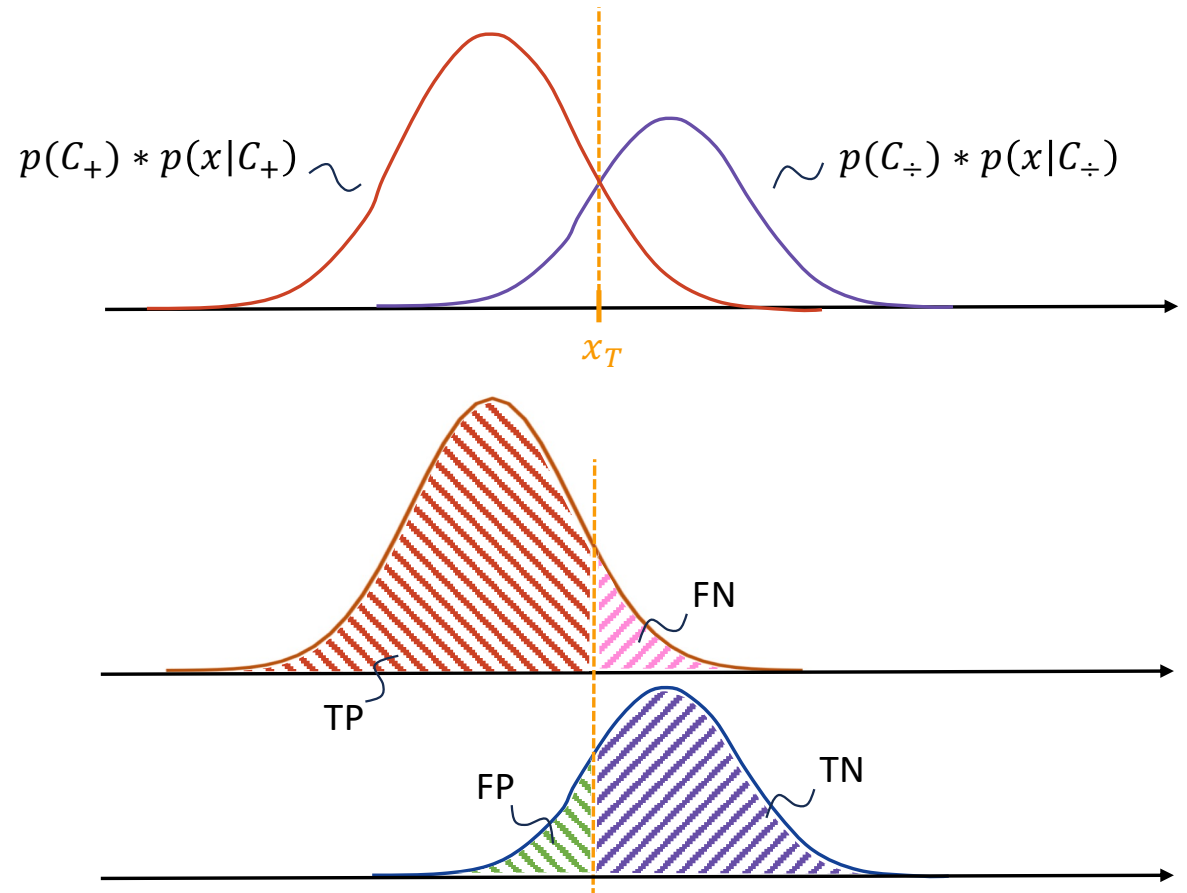 p(C₊) ∗ p(x|C₊)
p(C÷) ∗ p(x|C÷)
x_T
FN
TP
FP
TN